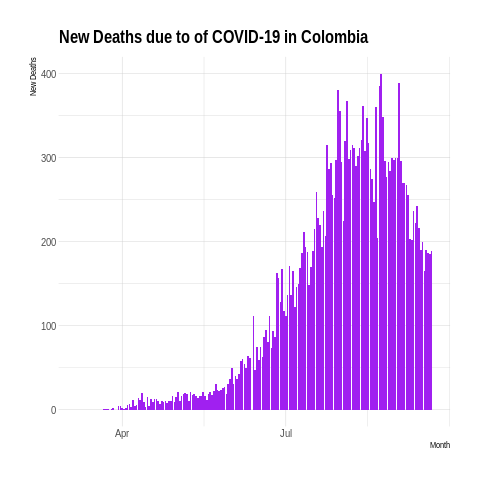 New Deaths due to of COVID-19 in Colombia
New Deaths
400
300
200
100
0
Apr
Jul
Month